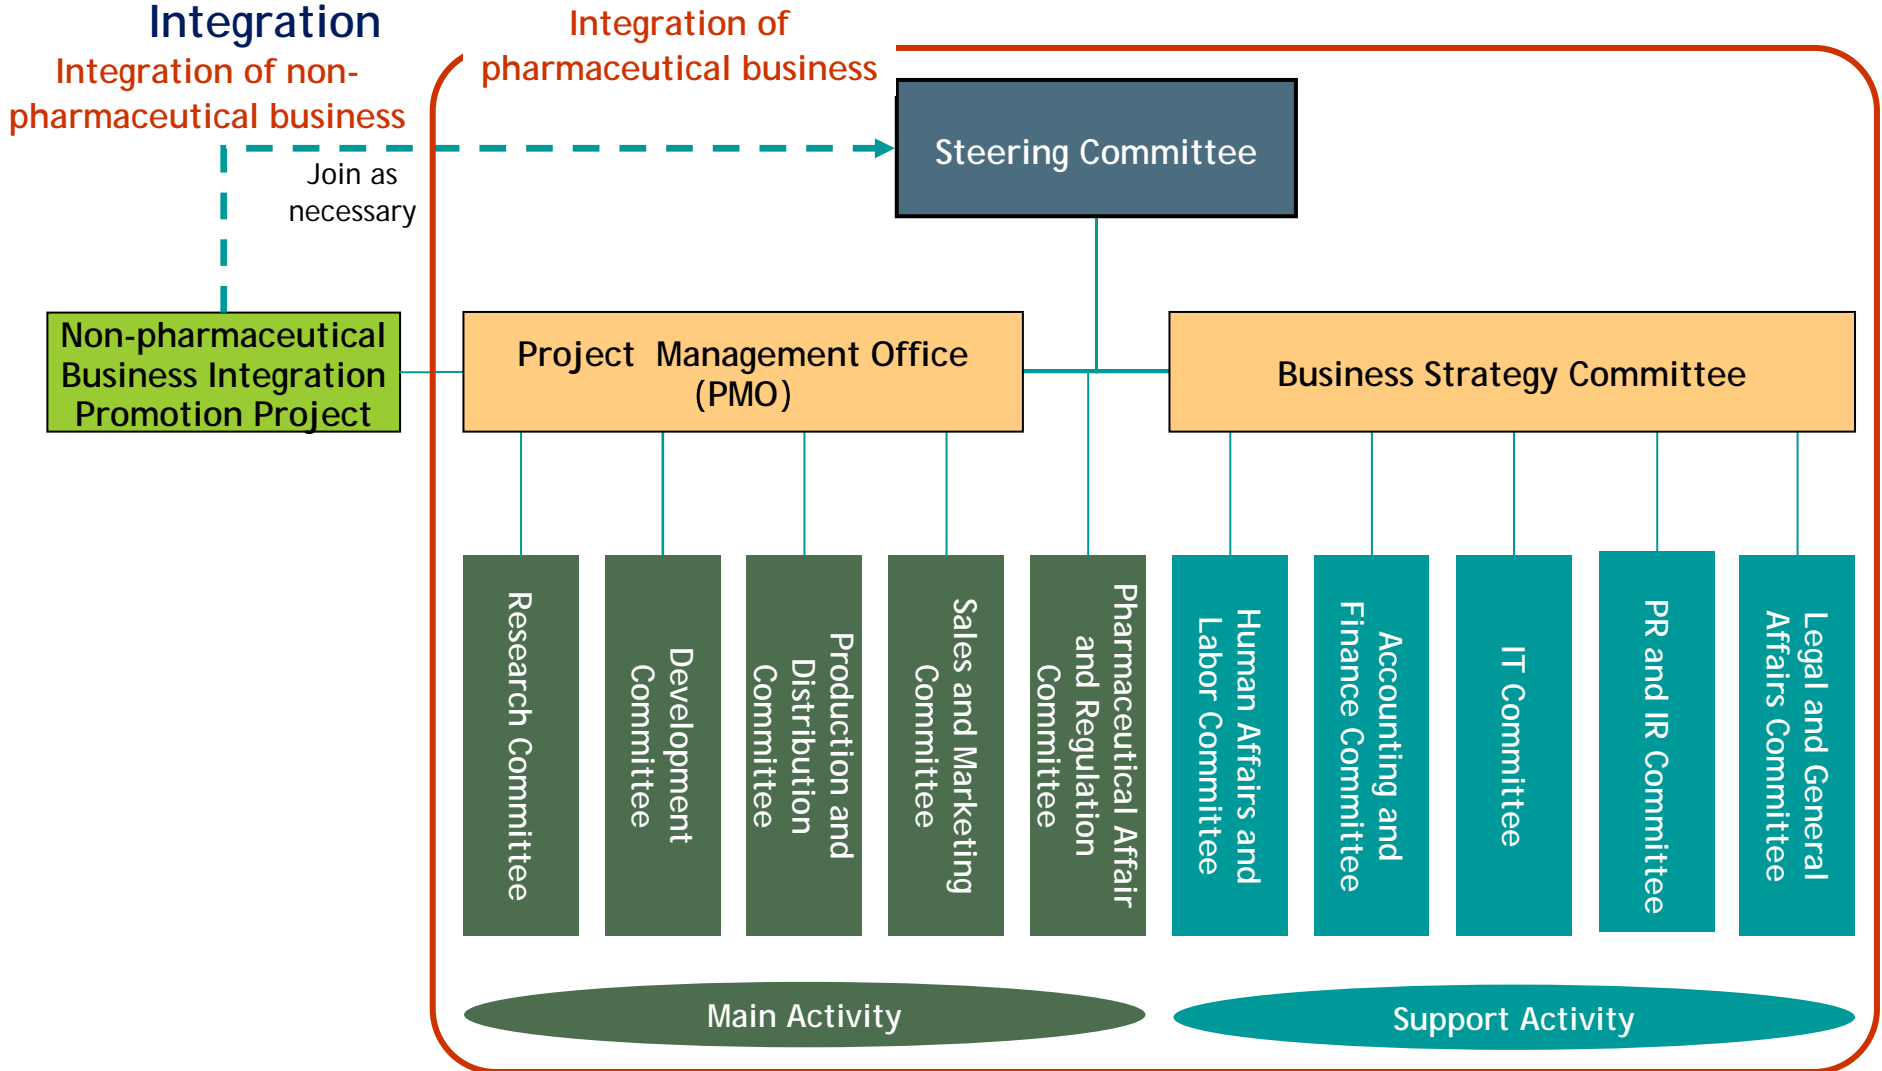 Integration
Integration of non-
pharmaceutical business
Integration of
pharmaceutical business
Steering Committee
Join as
necessary
Non-pharmaceutical
Business Integration
Promotion Project
Project Management Office
(PMO)
Business Strategy Committee
Research Committee
Development
Committee
Production and
Distribution
Committee
Sales and Marketing
Committee
Pharmaceutical Affair
and Regulation
Committee
Human Affairs and
Labor Committee
Accounting and
Finance Committee
IT Committee
PR and IR Committee
Legal and General
Affairs Committee
Main Activity
Support Activity